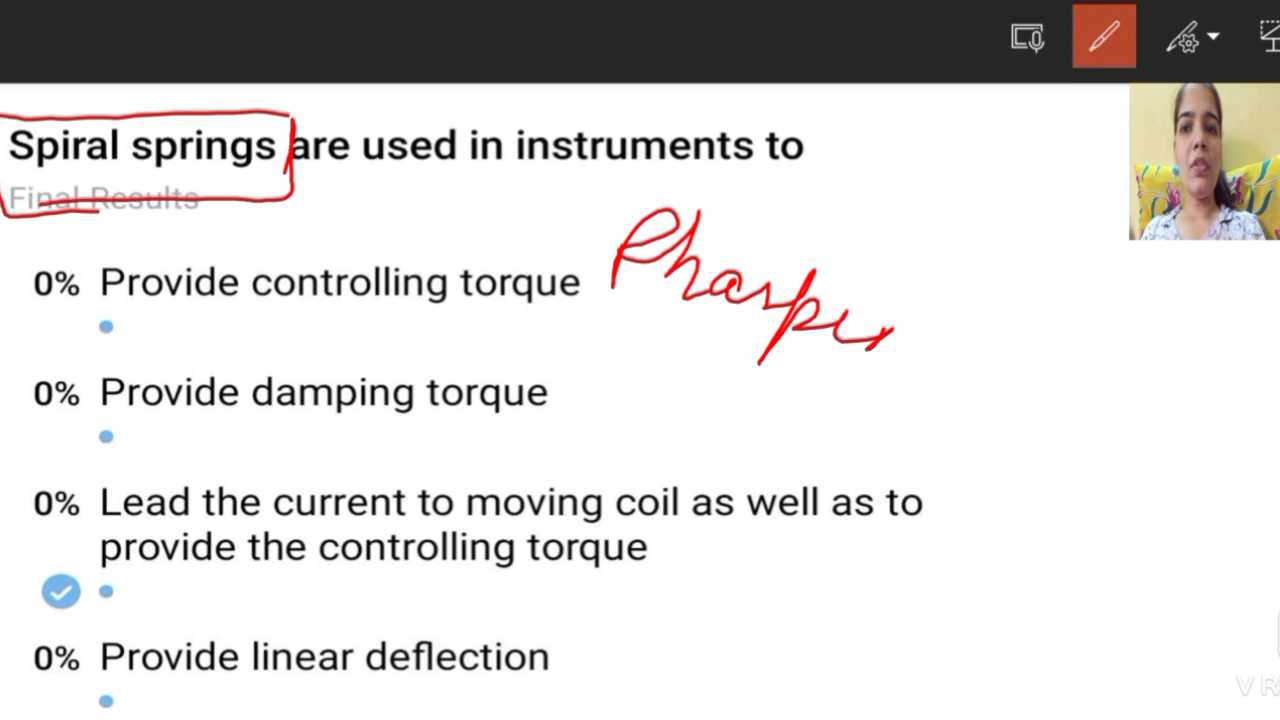 Spiral springs are used in instruments to
Final Results
0% Provide controlling torque
0% Provide damping torque
0% Lead the current to moving coil as well as to
provide the controlling torque
0% Provide linear deflection